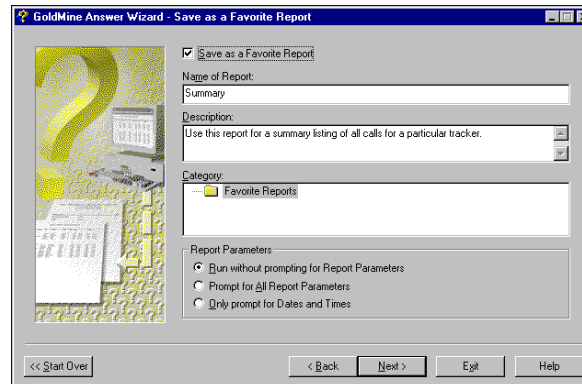 GoldMine Answer Wizard - Save as a Favorite Report
Save as a Favorite Report
Name of Report:
Summary
Description:
Use this report for a summary listing of all calls for a particular tracker.
Category:
Favorite Reports
Report Parameters
Run without prompting for Report Parameters
Prompt for All Report Parameters
Only prompt for Dates and Times
<< Start Over
< Back
Next >
Exit
Help